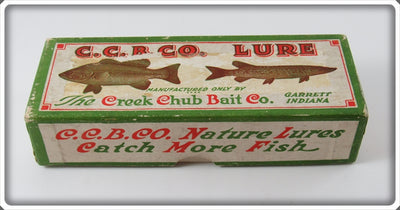 C.C.B. CO. LURE
MANUFACTURED ONLY BY
The Creek Chub Bait Co.
GARRETT
INDIANA
C.C.B.CO. Nature Lures
Catch More Fish